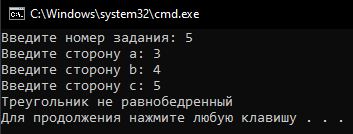 C:\Windows\system32\cmd.exe
Введите номер задания: 5
Введите сторону a: 3
Введите сторону b: 4
Введите сторону c: 5
Треугольник не равнобедренный
Для продолжения нажмите любую клавишу . . .